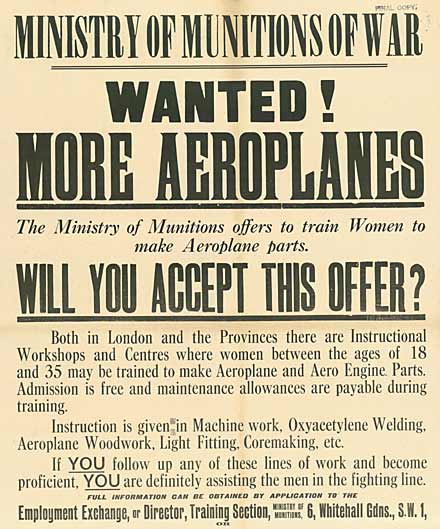 FINAL COPY
MINISTRY OF MUNITIONS OF WAR
WANTED!
MORE AEROPLANES
The Ministry of Munitions offers to train Women to
make Aeroplane parts.
WILL YOU ACCEPT THIS OFFER?
Both in London and the Provinces there are Instructional
Workshops and Centres where women between the ages of 18
and 35 may be trained to make Aeroplane and Aero Engine Parts.
Admission is free and maintenance allowances are payable during
training.
Instruction is given in Machine work, Oxyacetylene Welding,
Aeroplane Woodwork, Light Fitting, Coremaking, etc.
If YOU follow up any of these lines of work and become
proficient, YOU are definitely assisting the men in the fighting line.
FULL INFORMATION CAN BE OBTAINED BY APPLICATION TO THE
Employment Exchange, or Director, Training Section, MINISTRY OF MUNITIONS, 6, Whitehall Gdns., S.W. 1,
OR